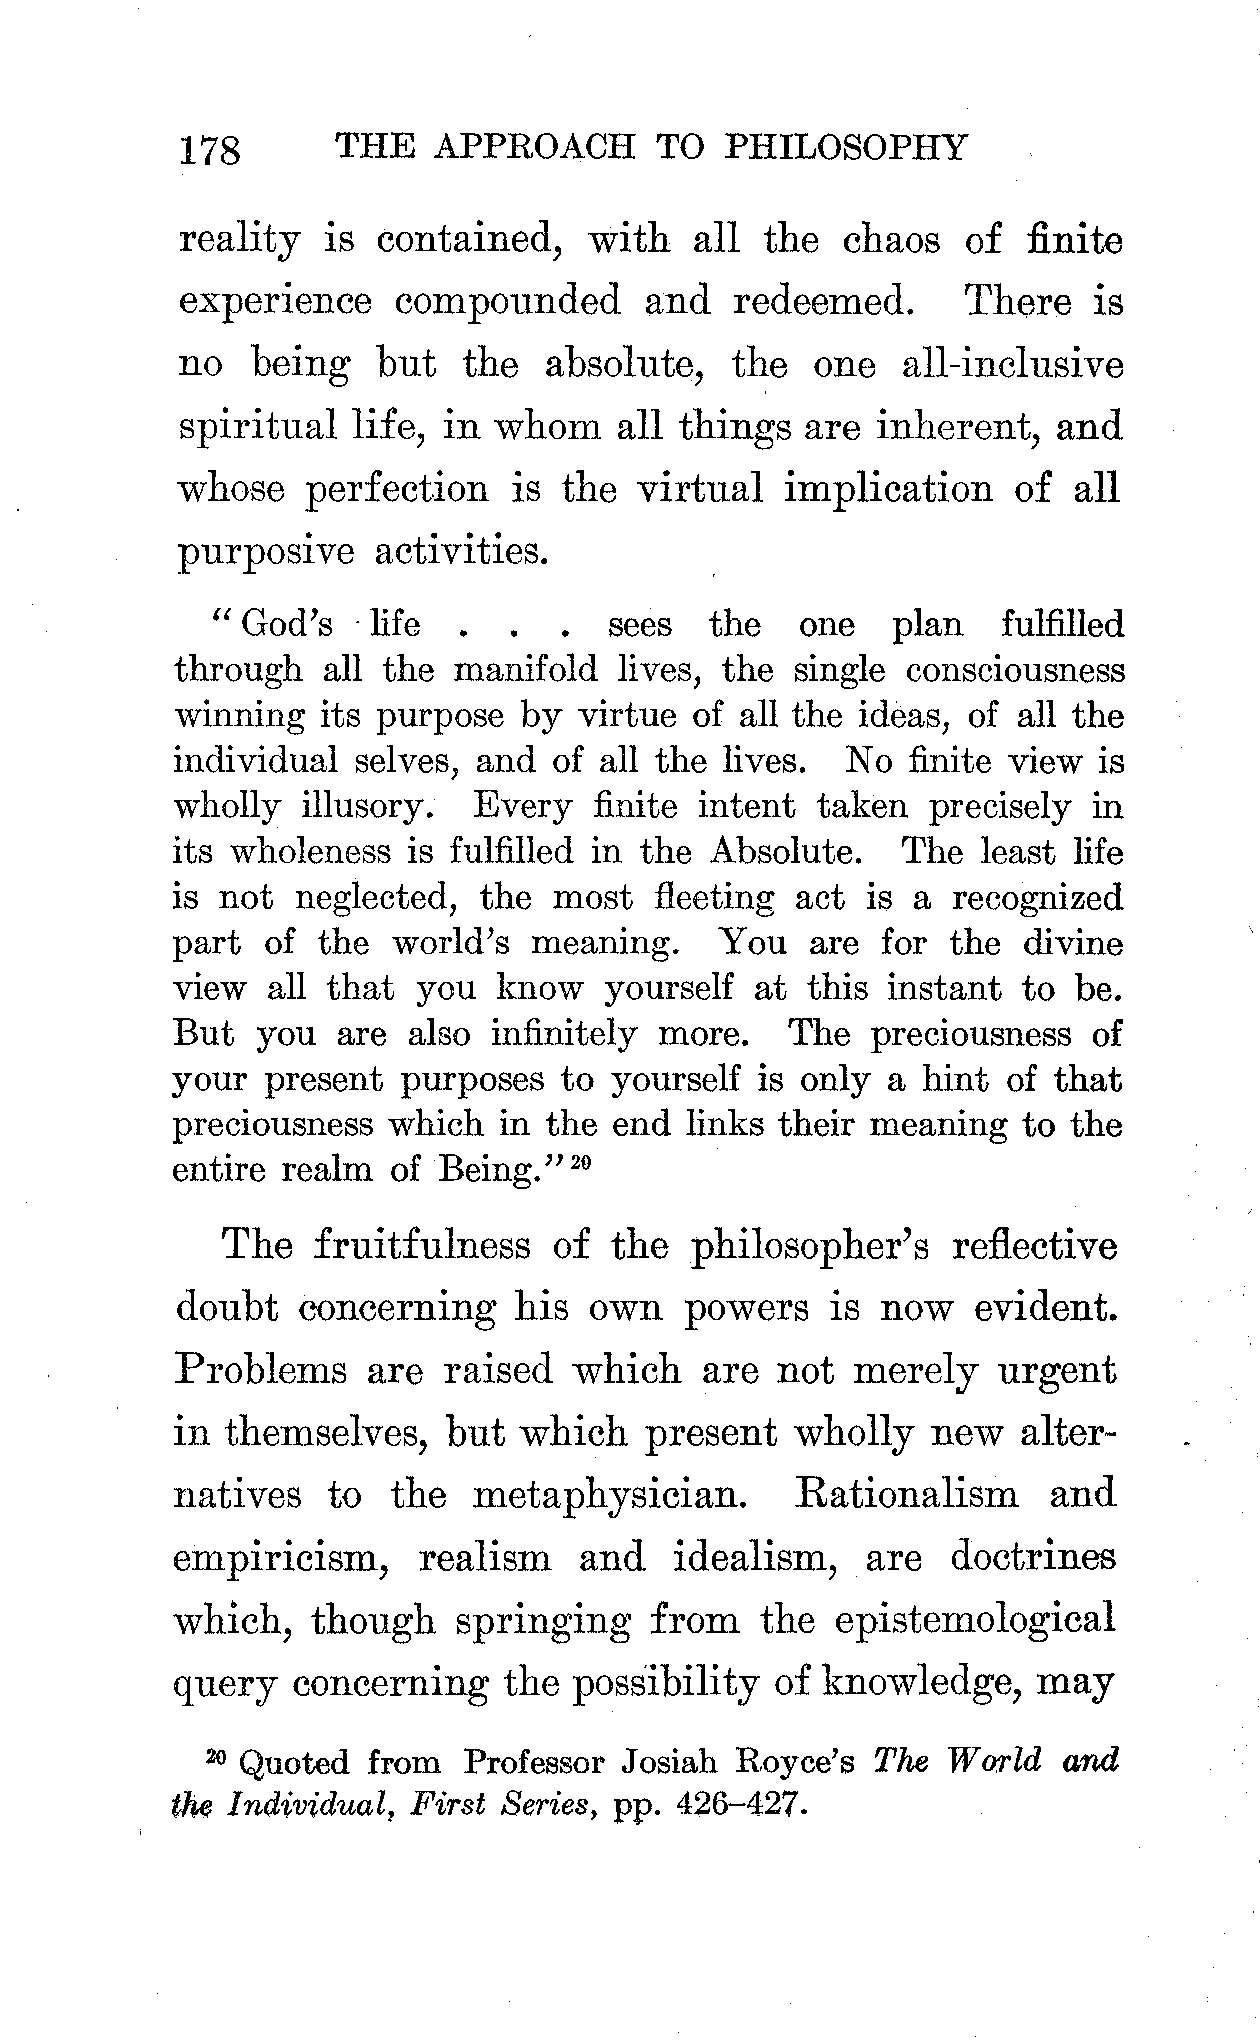 178 THE APPROACH TO PHILOSOPHY
reality is contained, with all the chaos of finite
experience compounded and redeemed. There is
no being but the absolute, the one all-inclusive
spiritual life, in whom all things are inherent, and
whose perfection is the virtual implication of all
purposive activities.
“God’s life . . . sees the one plan fulfilled
through all the manifold lives, the single consciousness
winning its purpose by virtue of all the ideas, of all the
individual selves, and of all the lives. No finite view is
wholly illusory. Every finite intent taken precisely in
its wholeness is fulfilled in the Absolute. The least life
is not neglected, the most fleeting act is a recognized
part of the world’s meaning. You are for the divine
view all that you know yourself at this instant to be.
But you are also infinitely more. The preciousness of
your present purposes to yourself is only a hint of that
preciousness which in the end links their meaning to the
entire realm of Being.” 20
The fruitfulness of the philosopher’s reflective
doubt concerning his own powers is now evident.
Problems are raised which are not merely urgent
in themselves, but which present wholly new alter-
natives to the metaphysician. Rationalism and
empiricism, realism and idealism, are doctrines
which, though springing from the epistemological
query concerning the possibility of knowledge, may
20 Quoted from Professor Josiah Royce’s The World and
the Individual, First Series, pp. 426–427.